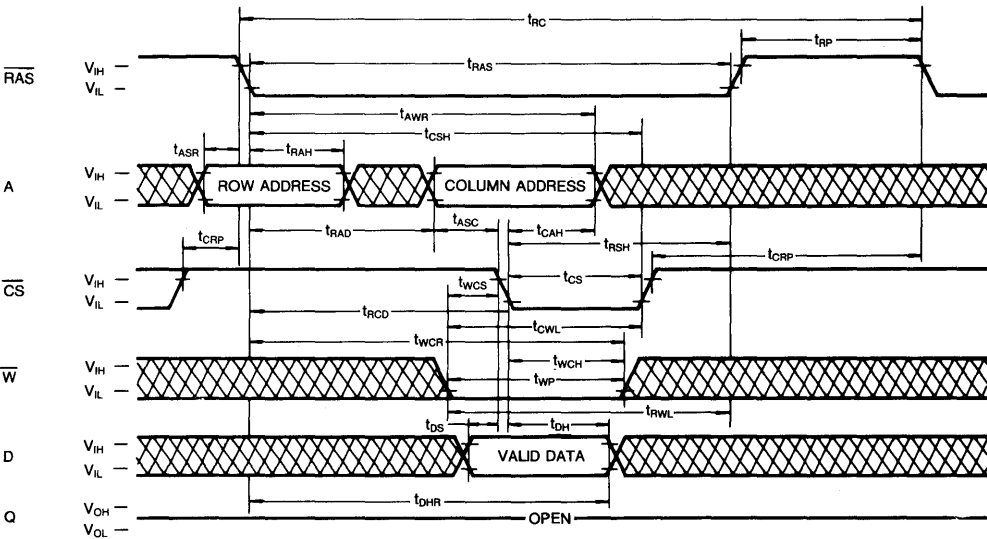 tRC
tRP
RAS
VIH
VIL
tRAS
tAWR
tCSH
tASR
tRAH
A
VIH
VIL
ROW ADDRESS
COLUMN ADDRESS
tASC
tCAH
tRAD
tRSH
tCRP
tCRP
CS
VIH
VIL
tWCS
tCS
tRCD
tCWL
tWCR
W
VIH
VIL
tWCH
tWP
tRWL
tDS
tDH
D
VIH
VIL
VALID DATA
tDHR
Q
VOH
VOL
OPEN